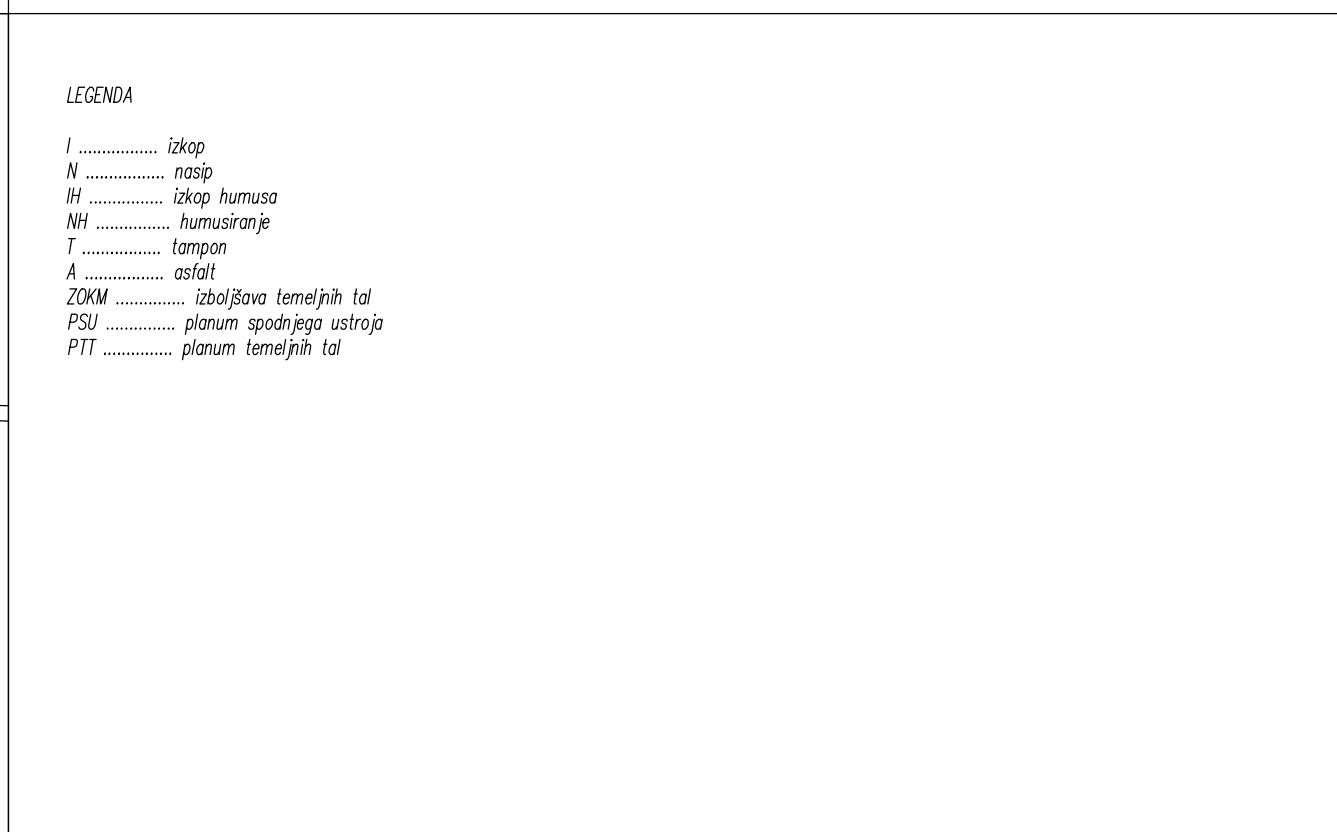 LEGENDA
I ................. izkop
N ................. nasip
IH ................ izkop humusa
NH ................ humusiranje
T ................. tampon
A ................. asfalt
ZOKM ............... izboljšava temeljnih tal
PSU ............... planum spodnjega ustroja
PTT ............... planum temeljnih tal